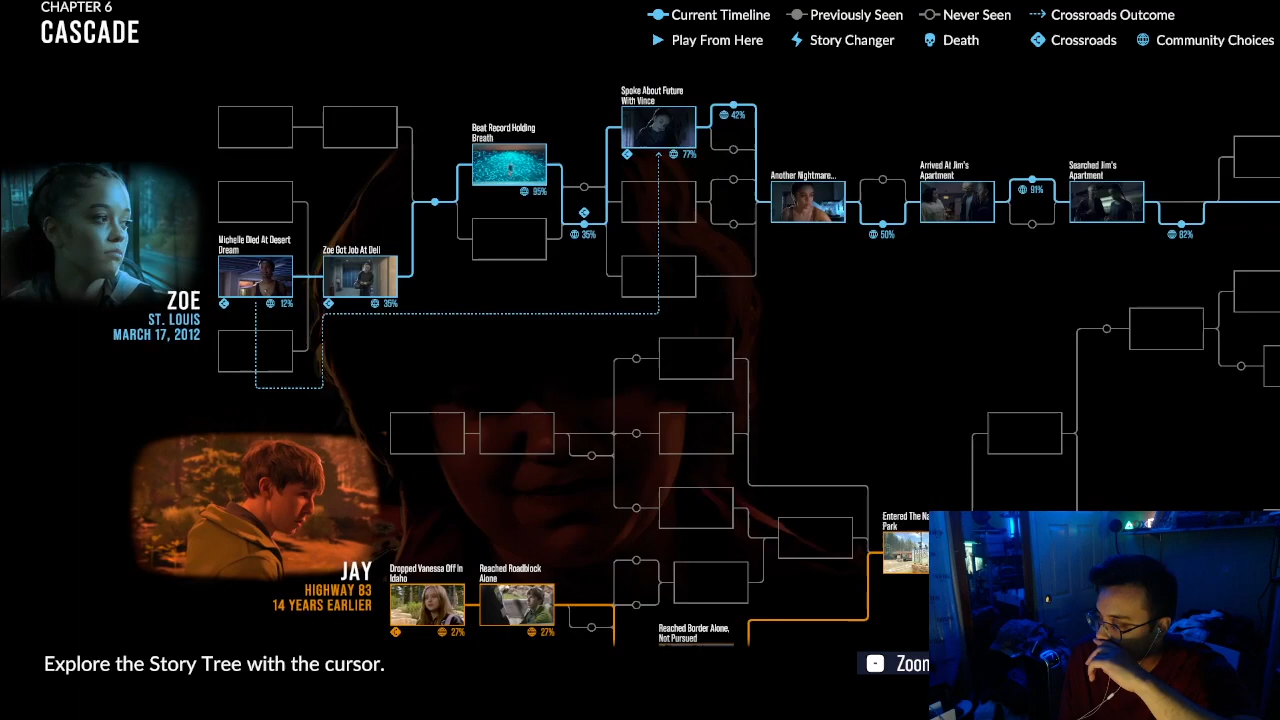 CHAPTER 6
CASCADE
Current Timeline
Previously Seen
Never Seen
Crossroads Outcome
Play From Here
Story Changer
Death
Crossroads
Community Choices
Spoke About Future
With Vince
77%
42%
Beat Record Holding
Breath
95%
35%
Another Nightmare...
50%
Arrived At Jim's
Apartment
91%
Searched Jim's
Apartment
82%
Michelle Died At Desert
Dream
12%
Zoe Got Job At Deli
35%
ZOE
ST. LOUIS
MARCH 17, 2012
JAY
HIGHWAY 83
14 YEARS EARLIER
Dropped Vanessa Off In
Idaho
27%
Reached Roadblock
Alone
27%
Reached Border Alone,
Not Pursued
Entered The Na
Park
Explore the Story Tree with the cursor.
- Zoom